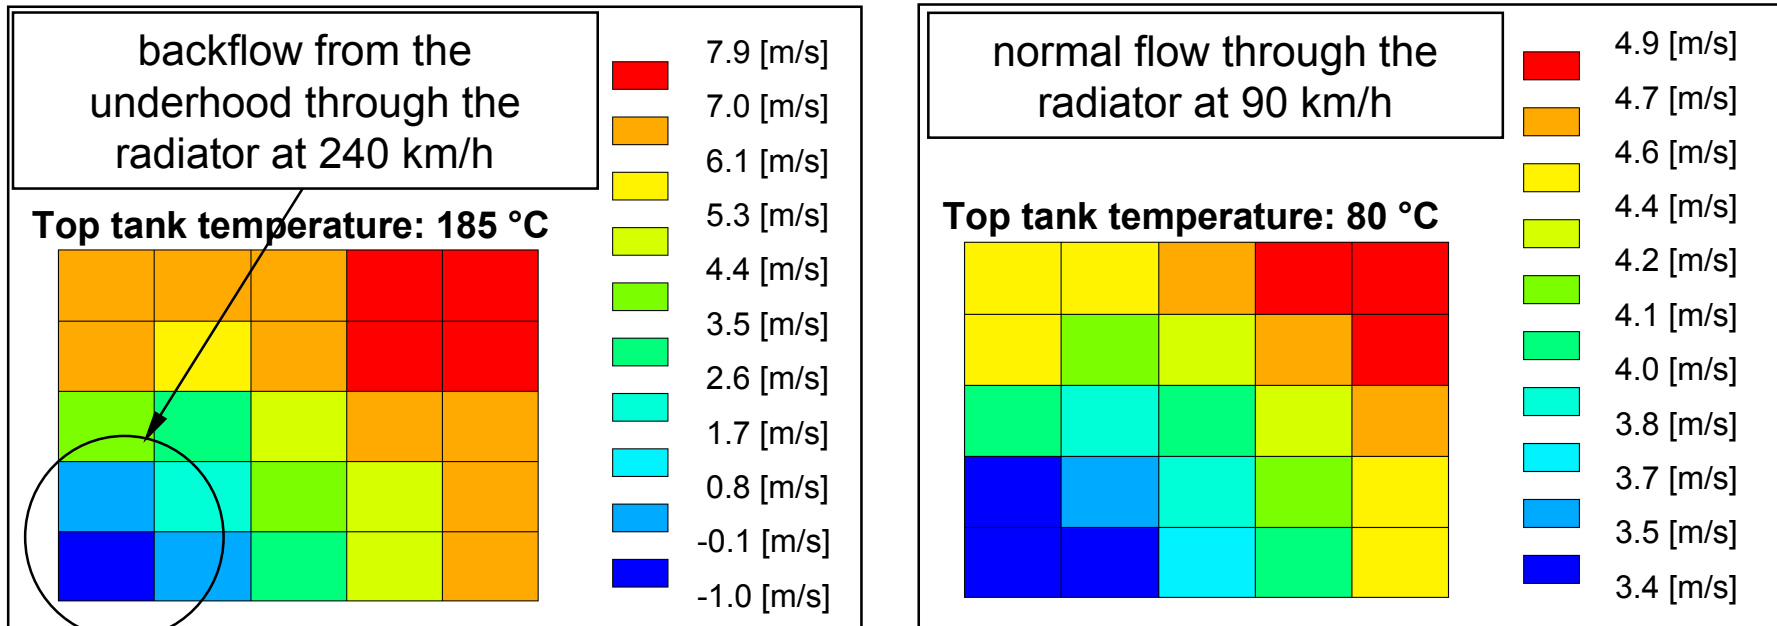 backflow from the
underhood through the
radiator at 240 km/h
Top tank temperature: 185 °C
7.9 [m/s]
7.0 [m/s]
6.1 [m/s]
5.3 [m/s]
4.4 [m/s]
3.5 [m/s]
2.6 [m/s]
1.7 [m/s]
0.8 [m/s]
-0.1 [m/s]
-1.0 [m/s]
normal flow through the
radiator at 90 km/h
Top tank temperature: 80 °C
4.9 [m/s]
4.7 [m/s]
4.6 [m/s]
4.4 [m/s]
4.2 [m/s]
4.1 [m/s]
4.0 [m/s]
3.8 [m/s]
3.7 [m/s]
3.5 [m/s]
3.4 [m/s]